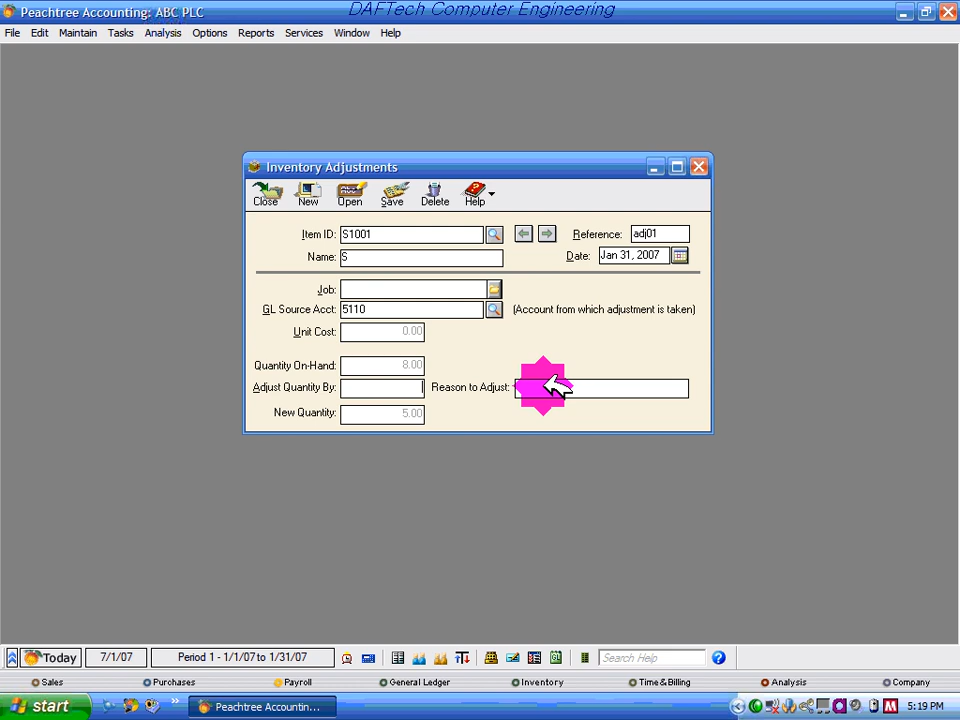 Peachtree Accounting: ABC PLC
DAFTech Computer Engineering
File Edit Maintain Tasks Analysis Options Reports Services Window Help
Inventory Adjustments
Close New Open Save Delete Help
Item ID: S1001 Reference: adj01
Name: S Date: Jan 31, 2007
Job:
GL Source Acct: 5110 (Account from which adjustment is taken)
Unit Cost: 0.00
Quantity On-Hand: 8.00
Adjust Quantity By: Reason to Adjust:
New Quantity: 5.00
Today 7/1/07 Period 1 - 1/1/07 to 1/31/07 Search Help
Sales Purchases Payroll General Ledger Inventory Time & Billing Analysis Company
start Peachtree Accountin... 5:19 PM